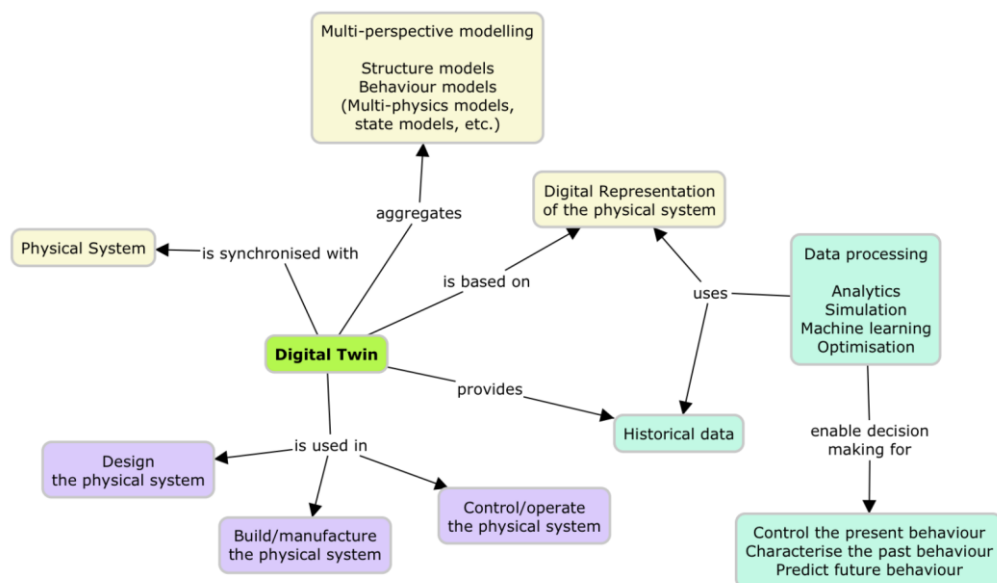 Multi-perspective modelling
Structure models
Behaviour models
(Multi-physics models,
state models, etc.)
aggregates
Digital Representation
of the physical system
Physical System
is synchronised with
is based on
uses
Data processing
Analytics
Simulation
Machine learning
Optimisation
Digital Twin
provides
Historical data
is used in
enable decision
making for
Design
the physical system
Build/manufacture
the physical system
Control/operate
the physical system
Control the present behaviour
Characterise the past behaviour
Predict future behaviour